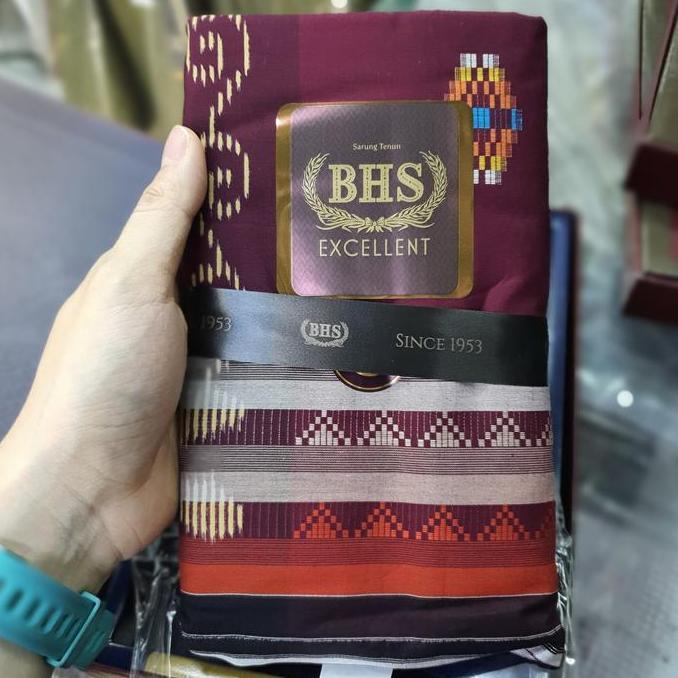 Sarung Tenun
BHS
EXCELLENT
1953
BHS
SINCE 1953